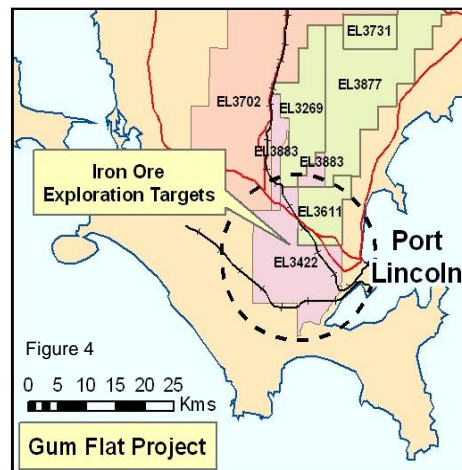 EL3731
EL3877
EL3702
EL3269
EL3883
EL3883
Iron Ore
Exploration Targets
EL3611
Port
Lincoln
EL3422
Figure 4
0 5 10 15 20 25
Kms
Gum Flat Project